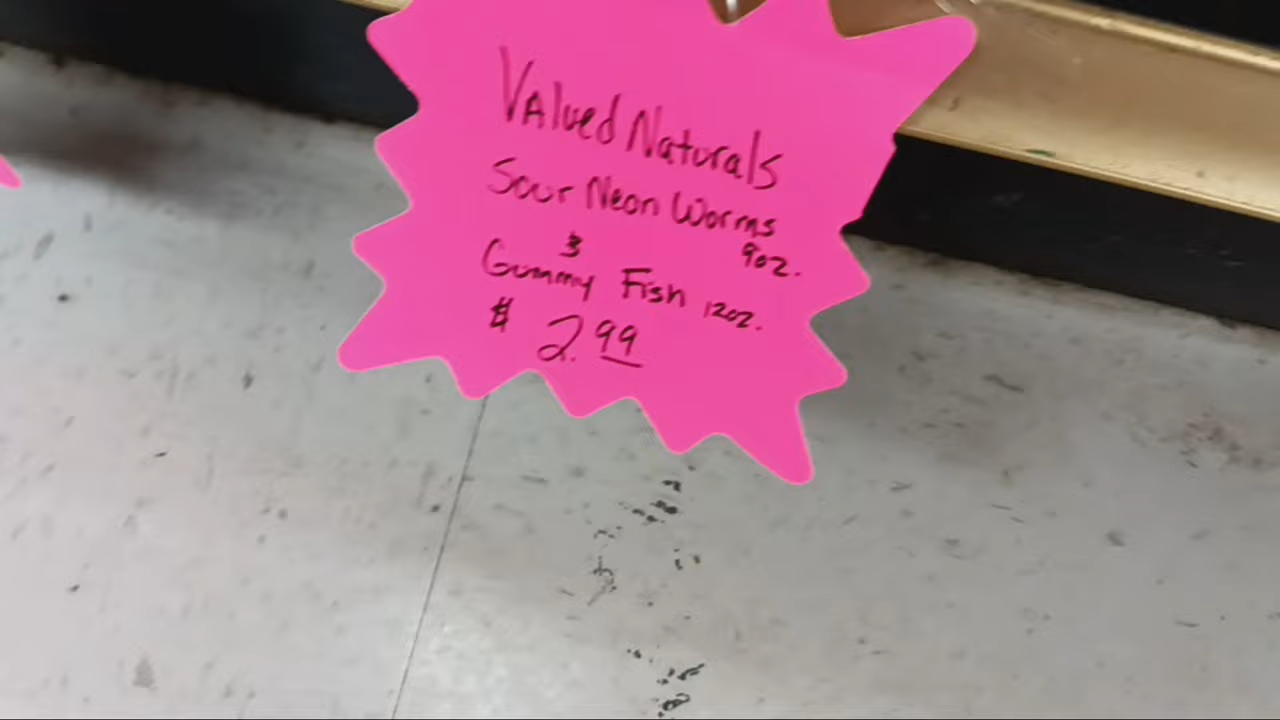 VAlued Naturals
Sour Neon Worms
9oz.
&
Gummy Fish 12oz.
$ 2.99